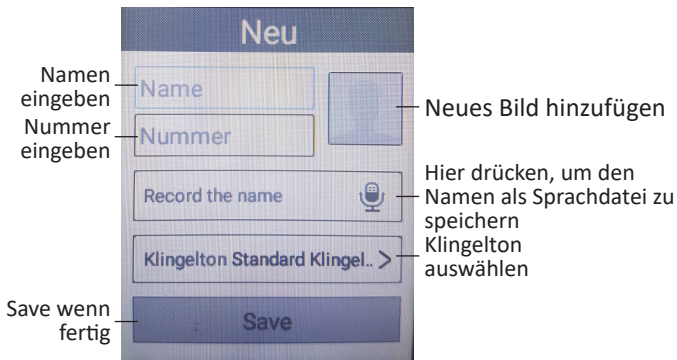 Neu
Namen
eingeben
Name
Neues Bild hinzufügen
Nummer
eingeben
Nummer
Record the name
Hier drücken, um den
Namen als Sprachdatei zu
speichern
Klingelton Standard Klingel.. >
Klingelton
auswählen
Save wenn
fertig
Save